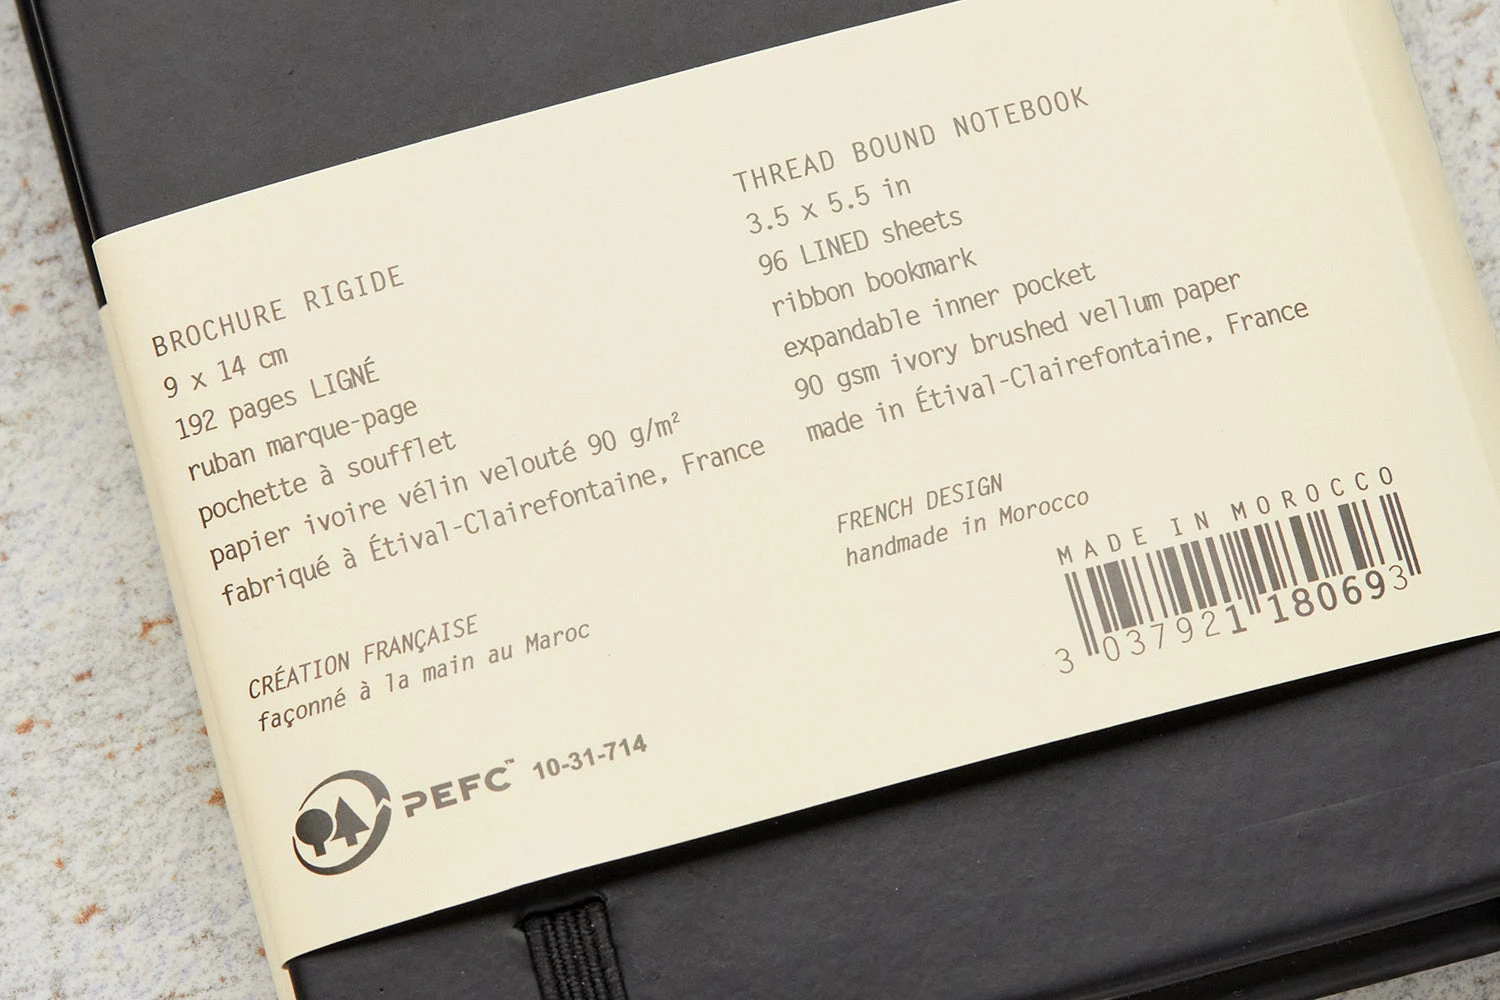 BROCHURE RIGIDE
9 x 14 cm
192 pages LIGNÉ
ruban marque-page
pochette à soufflet
papier ivoire vélin velouté 90 g/m²
fabriqué à Étival-Clairefontaine, France
CRÉATION FRANÇAISE
façonné à la main au Maroc
PEFC™ 10-31-714
THREAD BOUND NOTEBOOK
3.5 x 5.5 in
96 LINED sheets
ribbon bookmark
expandable inner pocket
90 gsm ivory brushed vellum paper
made in Étival-Clairefontaine, France
FRENCH DESIGN
handmade in Morocco
MADE IN MOROCCO
3 037921 180693